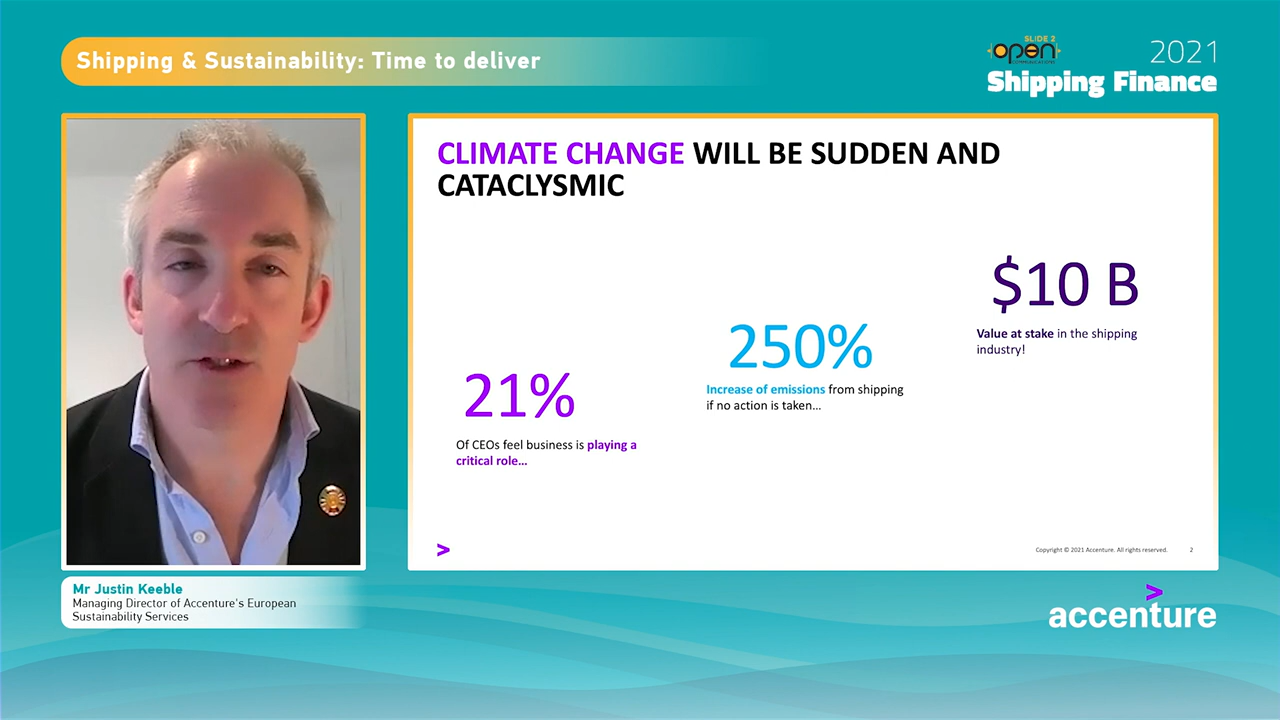 Shipping & Sustainability: Time to deliver
SLIDE 2
open
COMMUNICATIONS
2021
Shipping Finance
CLIMATE CHANGE WILL BE SUDDEN AND
CATACLYSMIC
$10 B
Value at stake in the shipping
industry!
250%
Increase of emissions from shipping
if no action is taken...
21%
Of CEOs feel business is playing a
critical role...
>
Copyright © 2021 Accenture. All rights reserved.
2
Mr Justin Keeble
Managing Director of Accenture's European
Sustainability Services
>
accenture